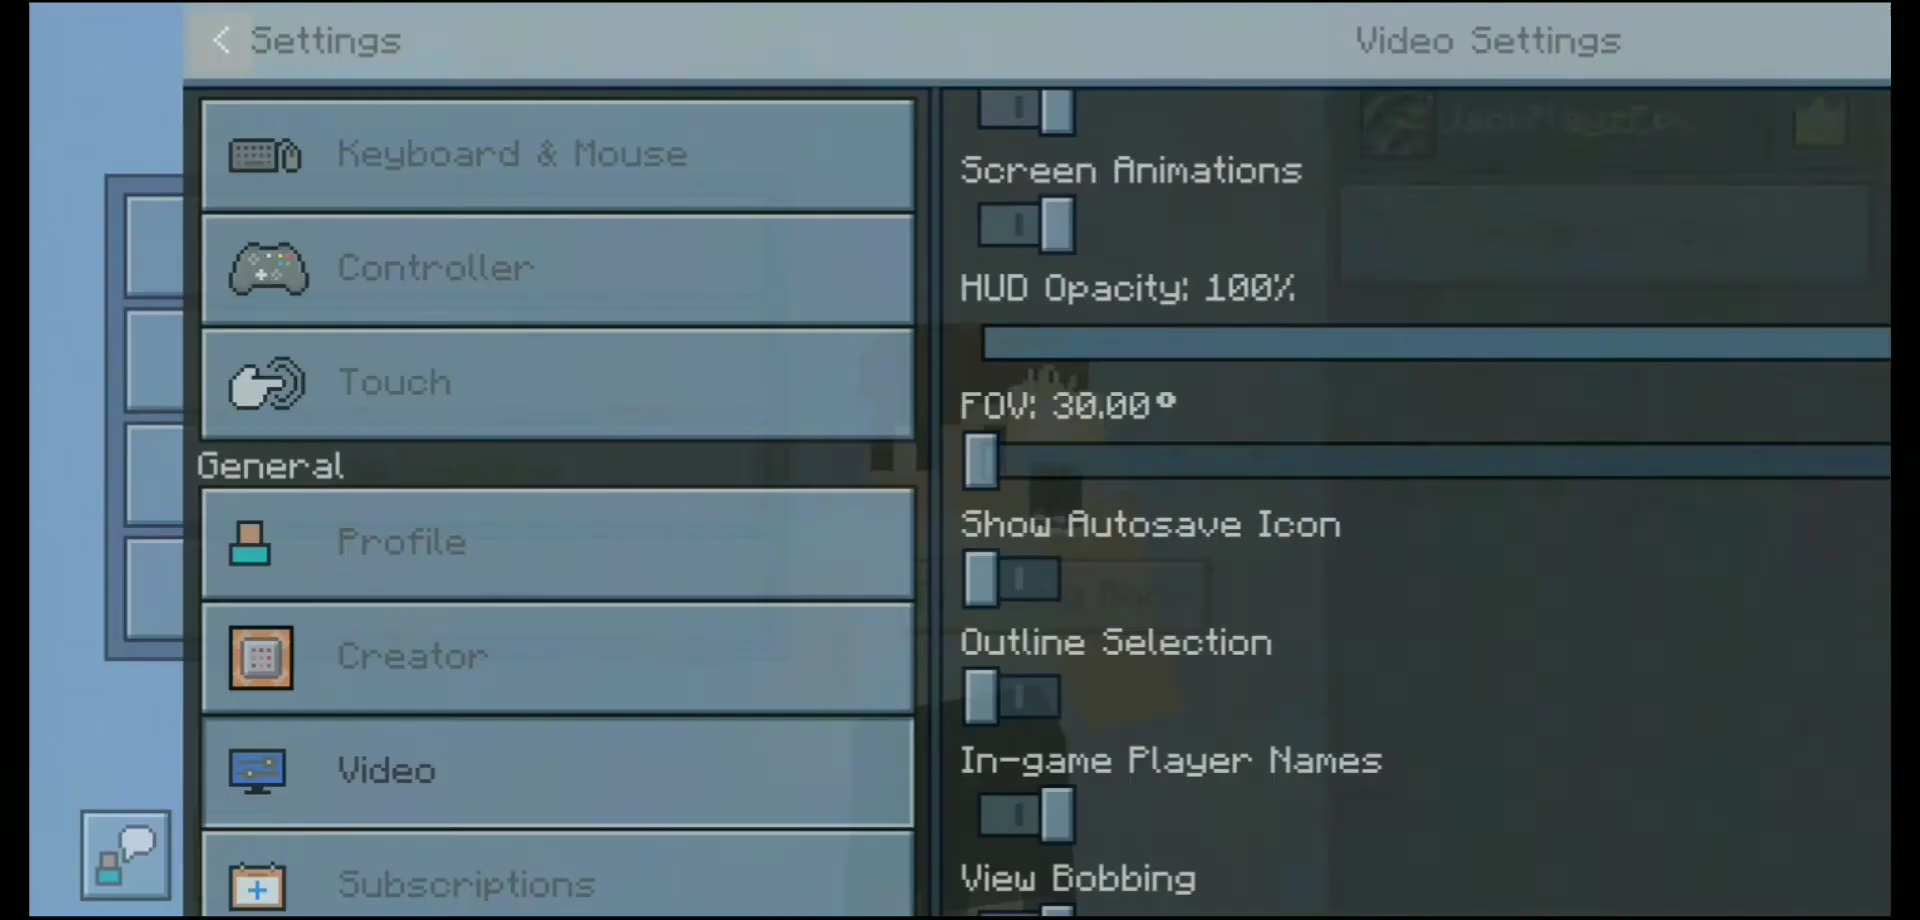 Settings
Video Settings
Keyboard & Mouse
Controller
Touch
General
Profile
Creator
Video
Subscriptions
Screen Animations
HUD Opacity: 100%
FOV: 30.00°
Show Autosave Icon
Outline Selection
In-game Player Names
View Bobbing